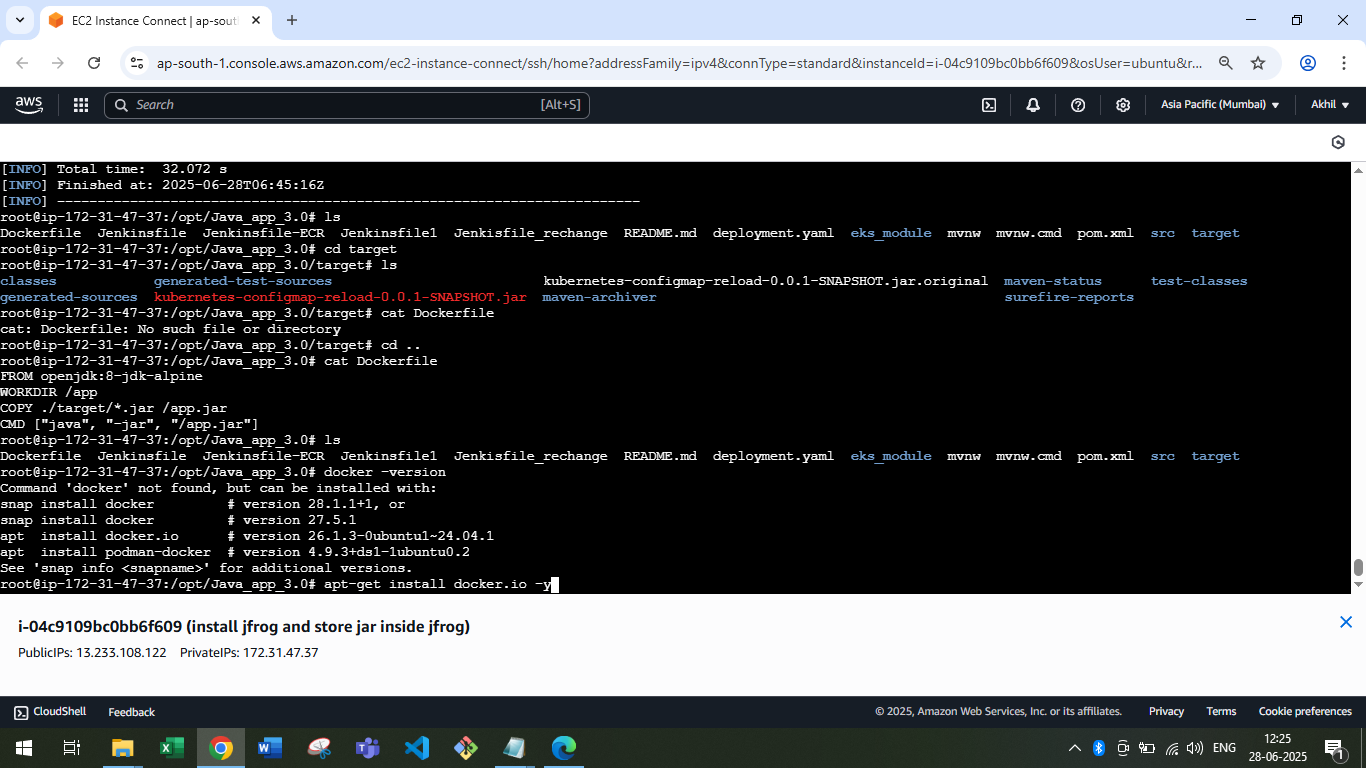 EC2 Instance Connect | ap-sout
ap-south-1.console.aws.amazon.com/ec2-instance-connect/ssh/home?addressFamily=ipv4&connType=standard&instanceId=i-04c9109bc0bb6f609&osUser=ubuntu&r...
aws
Search
[Alt+S]
Asia Pacific (Mumbai)
Akhil
[INFO] Total time:  32.072 s
[INFO] Finished at: 2025-06-28T06:45:16Z
[INFO] ------------------------------------------------------------------------
root@ip-172-31-47-37:/opt/Java_app_3.0# ls
Dockerfile  Jenkinsfile  Jenkinsfile-ECR  Jenkinsfile1  Jenkisfile_rechange  README.md  deployment.yaml  eks_module  mvnw  mvnw.cmd  pom.xml  src  target
root@ip-172-31-47-37:/opt/Java_app_3.0# cd target
root@ip-172-31-47-37:/opt/Java_app_3.0/target# ls
classes            generated-test-sources                          kubernetes-configmap-reload-0.0.1-SNAPSHOT.jar.original  maven-status      test-classes
generated-sources  kubernetes-configmap-reload-0.0.1-SNAPSHOT.jar  maven-archiver                                           surefire-reports
root@ip-172-31-47-37:/opt/Java_app_3.0/target# cat Dockerfile
cat: Dockerfile: No such file or directory
root@ip-172-31-47-37:/opt/Java_app_3.0/target# cd ..
root@ip-172-31-47-37:/opt/Java_app_3.0# cat Dockerfile
FROM openjdk:8-jdk-alpine
WORKDIR /app
COPY ./target/*.jar /app.jar
CMD ["java", "-jar", "/app.jar"]
root@ip-172-31-47-37:/opt/Java_app_3.0# ls
Dockerfile  Jenkinsfile  Jenkinsfile-ECR  Jenkinsfile1  Jenkisfile_rechange  README.md  deployment.yaml  eks_module  mvnw  mvnw.cmd  pom.xml  src  target
root@ip-172-31-47-37:/opt/Java_app_3.0# docker -version
Command 'docker' not found, but can be installed with:
snap install docker         # version 28.1.1+1, or
snap install docker         # version 27.5.1
apt  install docker.io      # version 26.1.3-0ubuntu1~24.04.1
apt  install podman-docker  # version 4.9.3+ds1-1ubuntu0.2
See 'snap info <snapname>' for additional versions.
root@ip-172-31-47-37:/opt/Java_app_3.0# apt-get install docker.io -y
i-04c9109bc0bb6f609 (install jfrog and store jar inside jfrog)
PublicIPs: 13.233.108.122    PrivateIPs: 172.31.47.37
CloudShell
Feedback
© 2025, Amazon Web Services, Inc. or its affiliates.
Privacy
Terms
Cookie preferences
ENG
12:25
28-06-2025
1